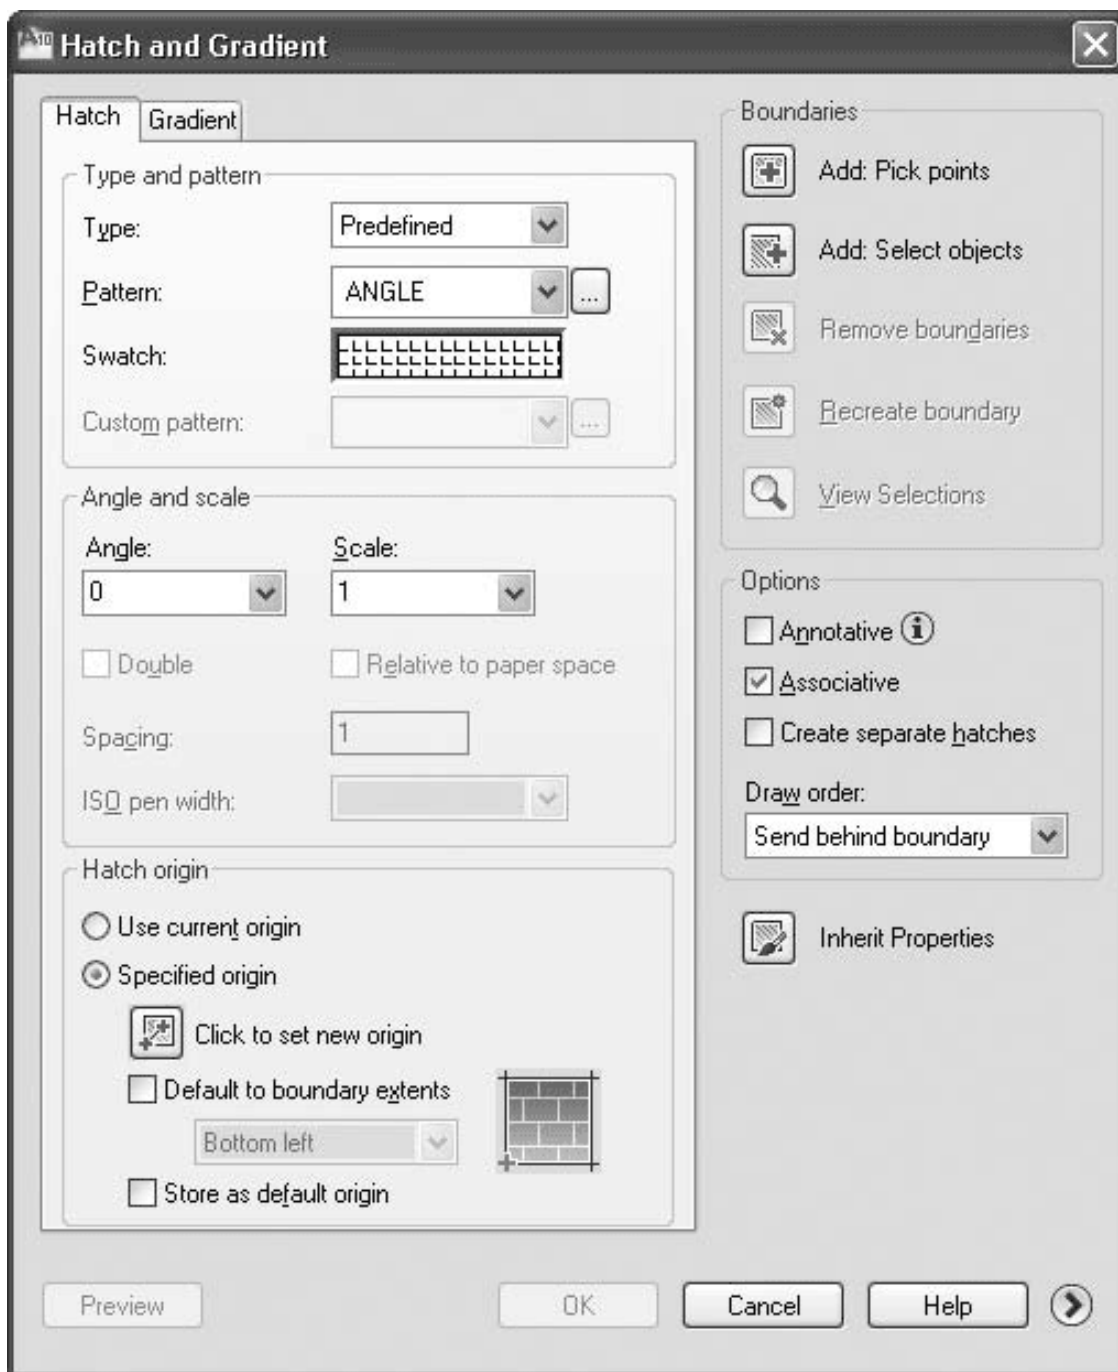 Hatch and Gradient
Hatch
Gradient
Type and pattern
Type:
Predefined
Pattern:
ANGLE
...
Swatch:
Custom pattern:
...
Angle and scale
Angle:
Scale:
0
1
Double
Relative to paper space
Spacing:
1
ISO pen width:
Hatch origin
Use current origin
Specified origin
Click to set new origin
Default to boundary extents
Bottom left
Store as default origin
Boundaries
Add: Pick points
Add: Select objects
Remove boundaries
Recreate boundary
View Selections
Options
Annotative
Associative
Create separate hatches
Draw order:
Send behind boundary
Inherit Properties
Preview
OK
Cancel
Help